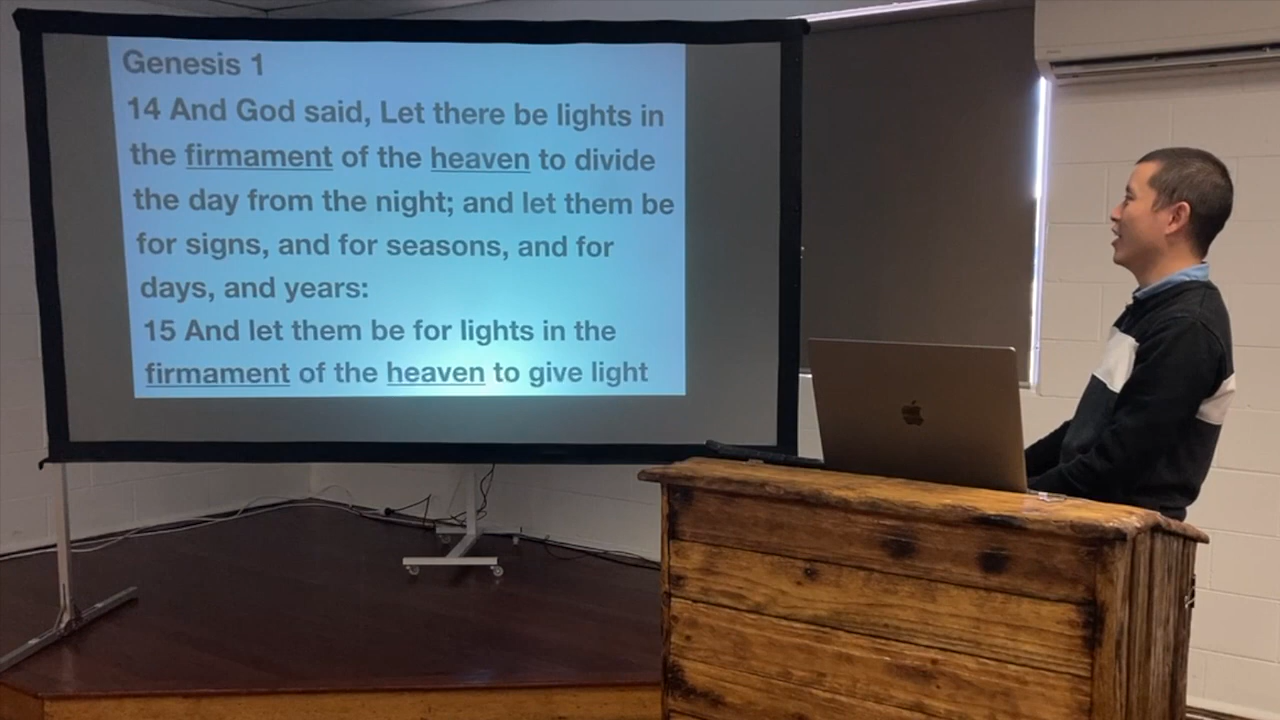 Genesis 1
14 And God said, Let there be lights in
the firmament of the heaven to divide
the day from the night; and let them be
for signs, and for seasons, and for
days, and years:
15 And let them be for lights in the
firmament of the heaven to give light